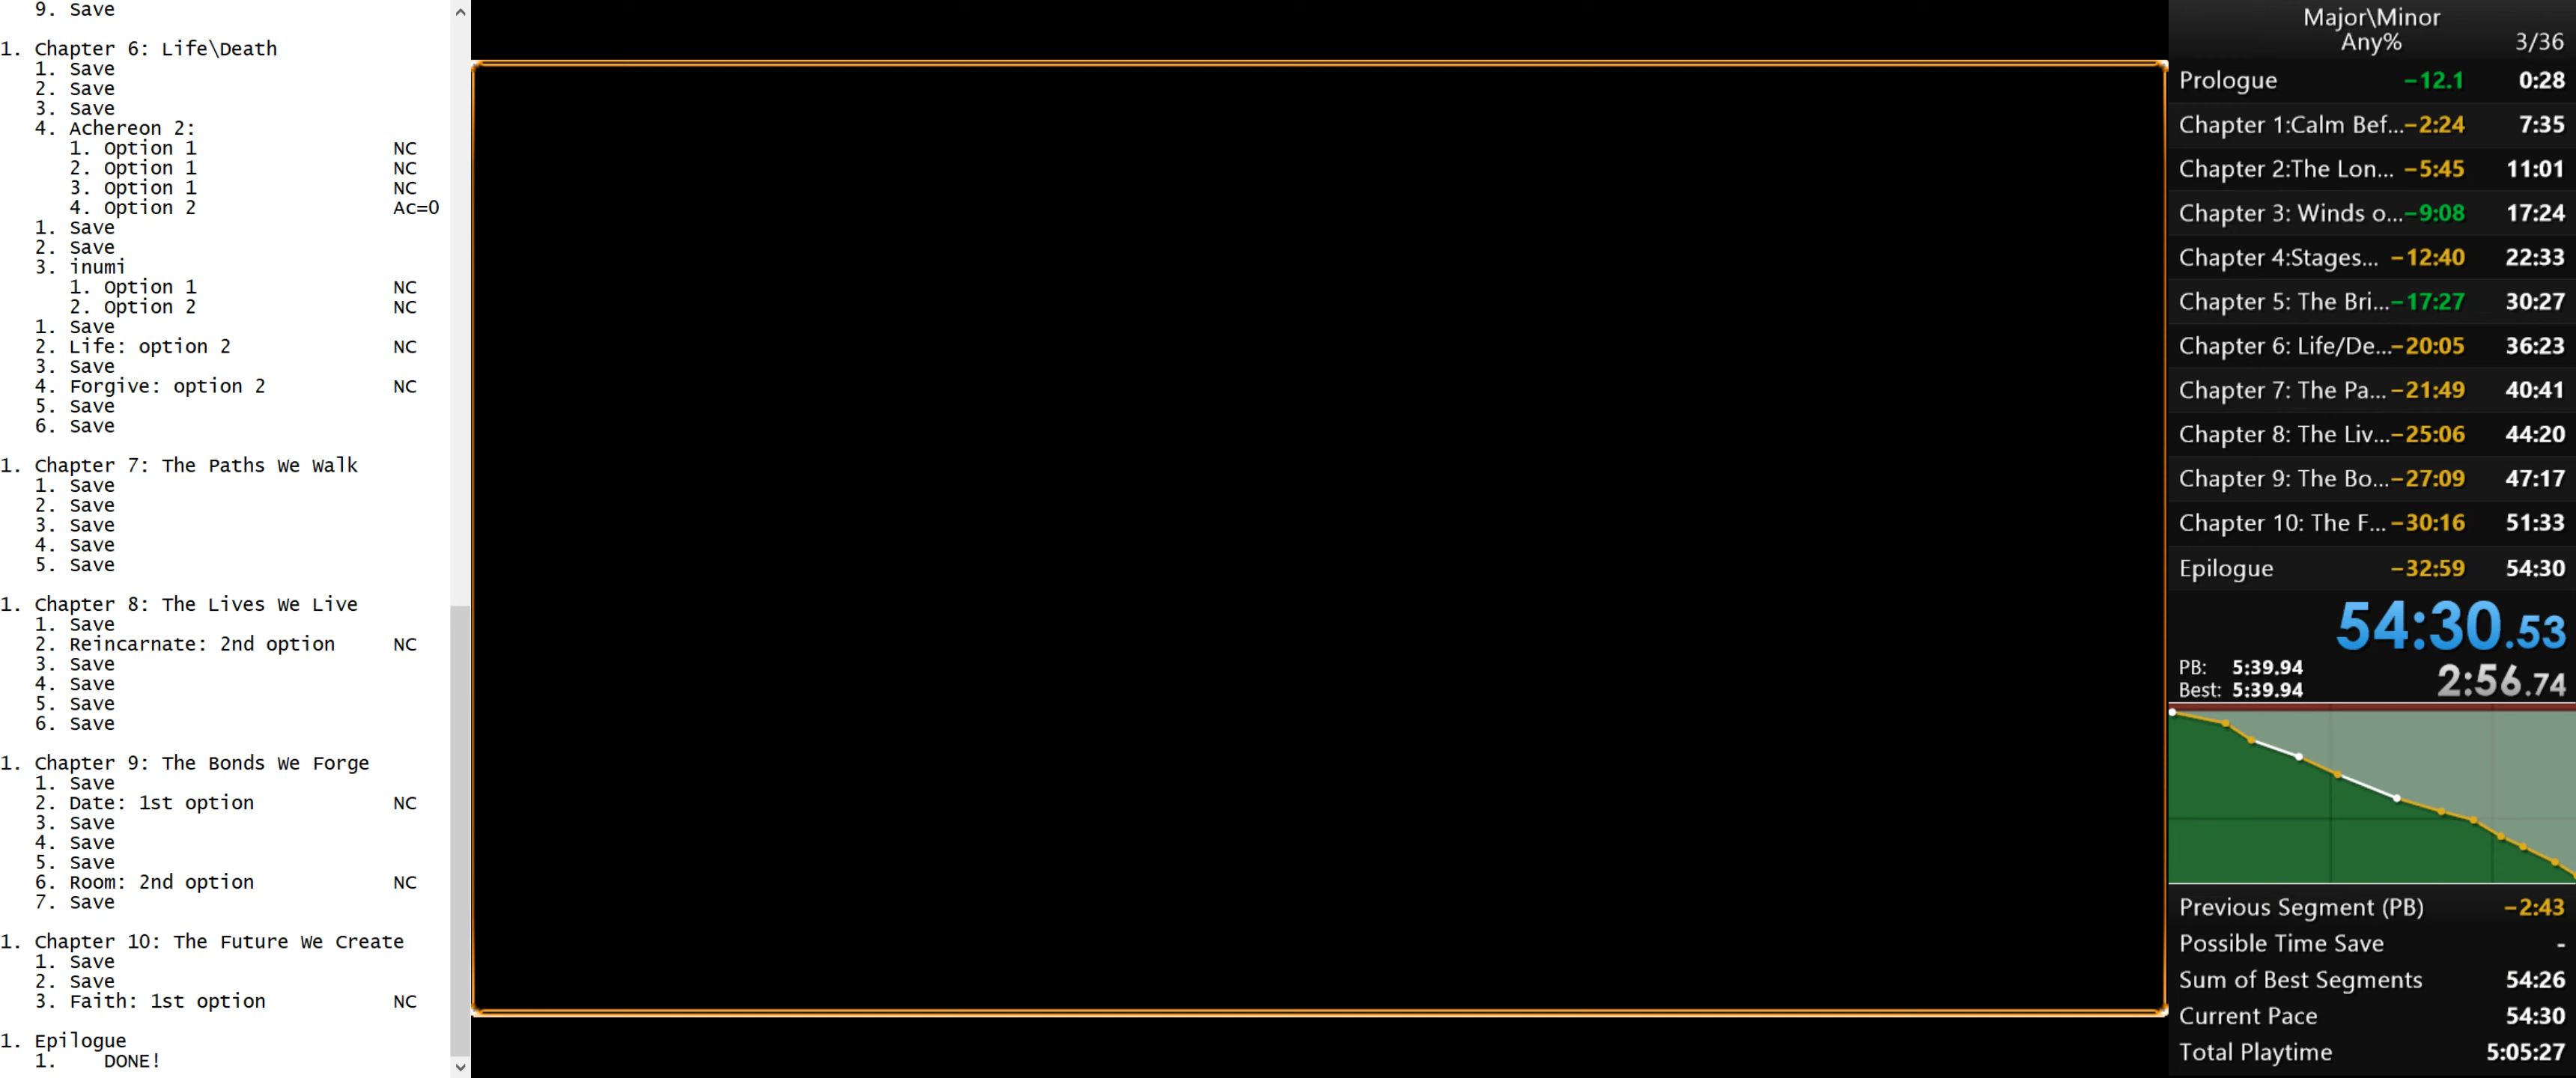 9. Save
1. Chapter 6: Life\Death
1. Save
2. Save
3. Save
4. Achereon 2:
1. Option 1 NC
2. Option 1 NC
3. Option 1 NC
4. Option 2 Ac=0
1. Save
2. Save
3. inumi
1. Option 1 NC
2. Option 2 NC
1. Save
2. Life: option 2 NC
3. Save
4. Forgive: option 2 NC
5. Save
6. Save
1. Chapter 7: The Paths We Walk
1. Save
2. Save
3. Save
4. Save
5. Save
1. Chapter 8: The Lives We Live
1. Save
2. Reincarnate: 2nd option NC
3. Save
4. Save
5. Save
6. Save
1. Chapter 9: The Bonds We Forge
1. Save
2. Date: 1st option NC
3. Save
4. Save
5. Save
6. Room: 2nd option NC
7. Save
1. Chapter 10: The Future We Create
1. Save
2. Save
3. Faith: 1st option NC
1. Epilogue
1. DONE!
Major\Minor
Any% 3/36
Prologue −12.1 0:28
Chapter 1:Calm Bef... −2:24 7:35
Chapter 2:The Lon... −5:45 11:01
Chapter 3: Winds o... −9:08 17:24
Chapter 4:Stages... −12:40 22:33
Chapter 5: The Bri... −17:27 30:27
Chapter 6: Life/De... −20:05 36:23
Chapter 7: The Pa... −21:49 40:41
Chapter 8: The Liv... −25:06 44:20
Chapter 9: The Bo... −27:09 47:17
Chapter 10: The F... −30:16 51:33
Epilogue −32:59 54:30
54:30.53
PB: 5:39.94
Best: 5:39.94
2:56.74
Previous Segment (PB) −2:43
Possible Time Save -
Sum of Best Segments 54:26
Current Pace 54:30
Total Playtime 5:05:27